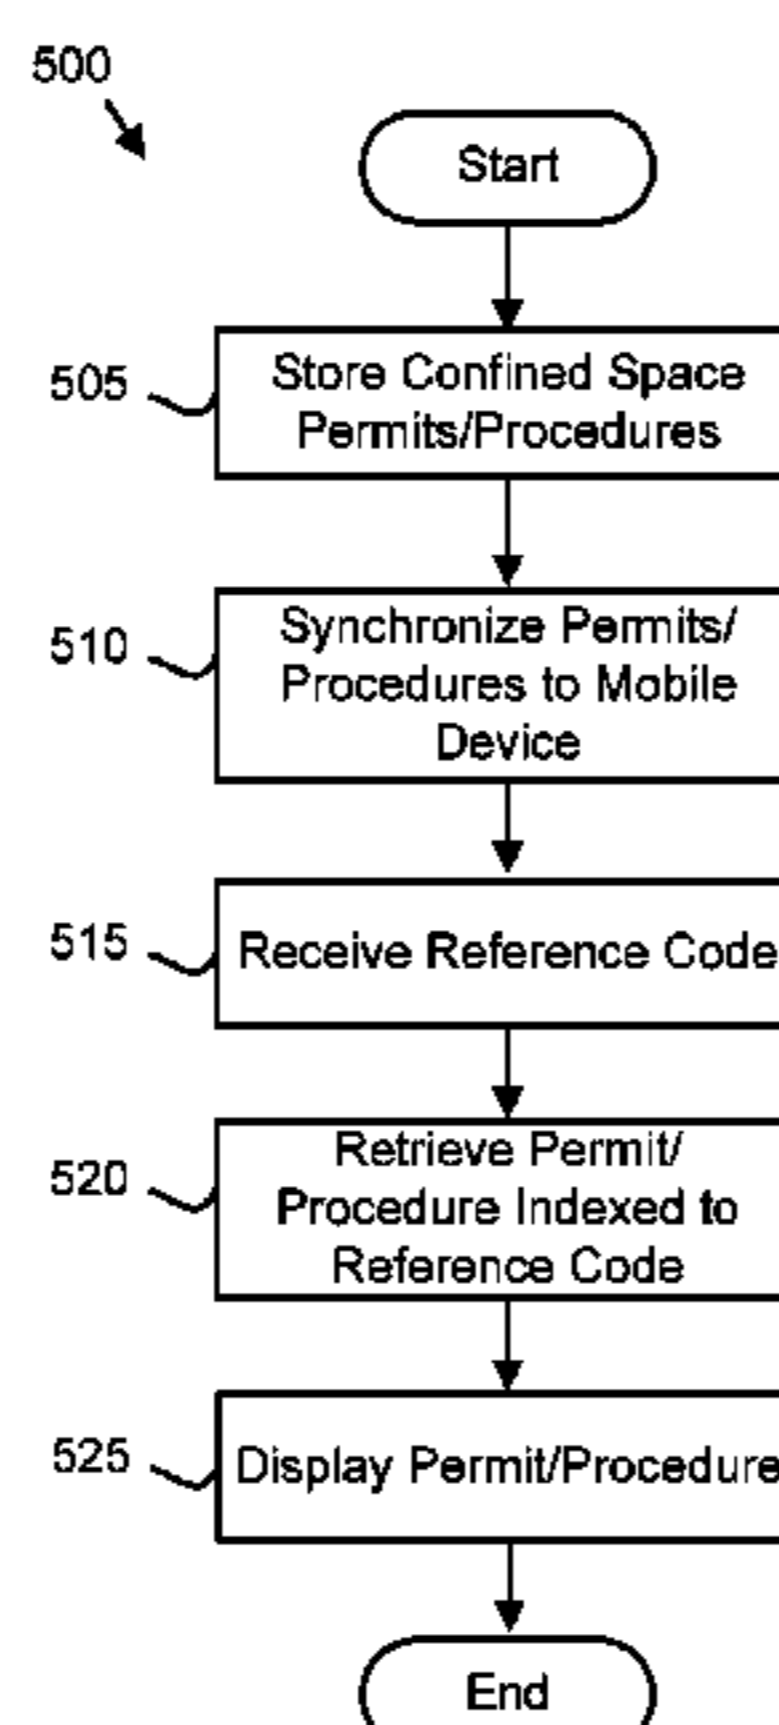 500
Start
505
Store Confined Space
Permits/Procedures
510
Synchronize Permits/
Procedures to Mobile
Device
515
Receive Reference Code
520
Retrieve Permit/
Procedure Indexed to
Reference Code
525
Display Permit/Procedure
End